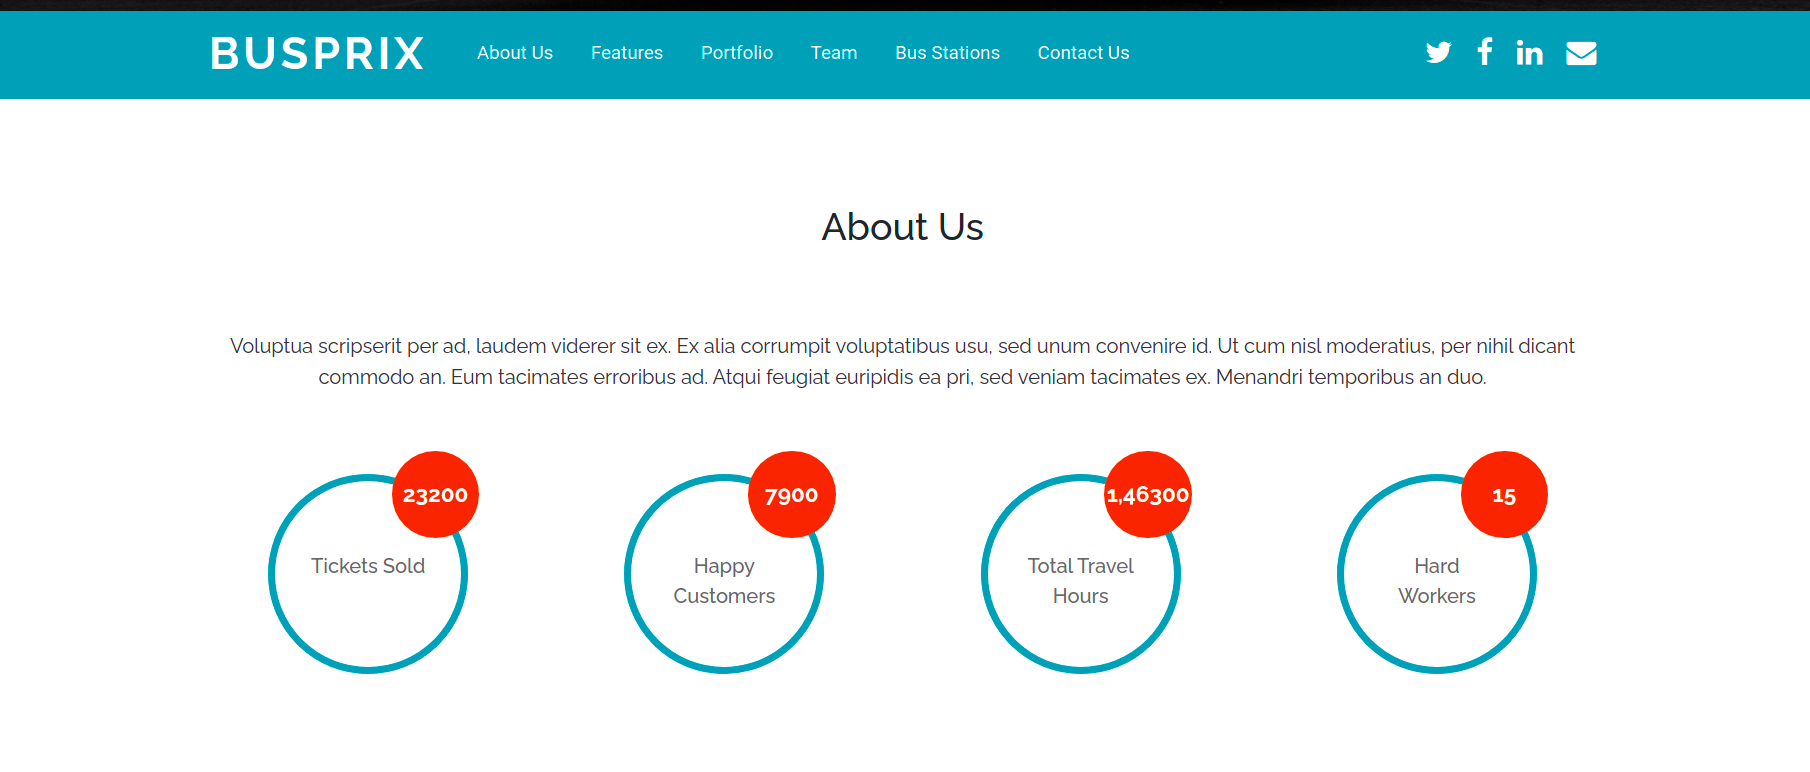 BUSPRIX About Us Features Portfolio Team Bus Stations Contact Us
About Us
Voluptua scripserit per ad, laudem viderer sit ex. Ex alia corrumpit voluptatibus usu, sed unum convenire id. Ut cum nisl moderatius, per nihil dicant
commodo an. Eum tacimates erroribus ad. Atqui feugiat euripidis ea pri, sed veniam tacimates ex. Menandri temporibus an duo.
23200
Tickets Sold
7900
Happy
Customers
1,46300
Total Travel
Hours
15
Hard
Workers